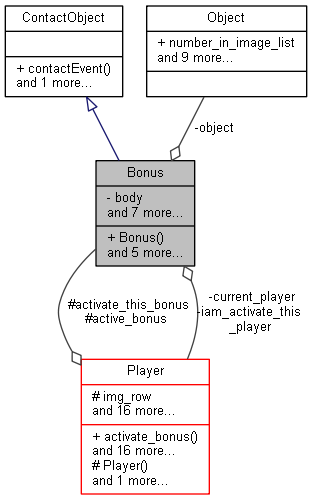 ContactObject
+ contactEvent()
and 1 more...
Object
+ number_in_image_list
and 9 more...
-object
Bonus
- body
and 7 more...
+ Bonus()
and 5 more...
#activate_this_bonus
#active_bonus
-current_player
-iam_activate_this
_player
Player
# img_row
and 16 more...
+ activate_bonus()
and 16 more...
# Player()
and 1 more...